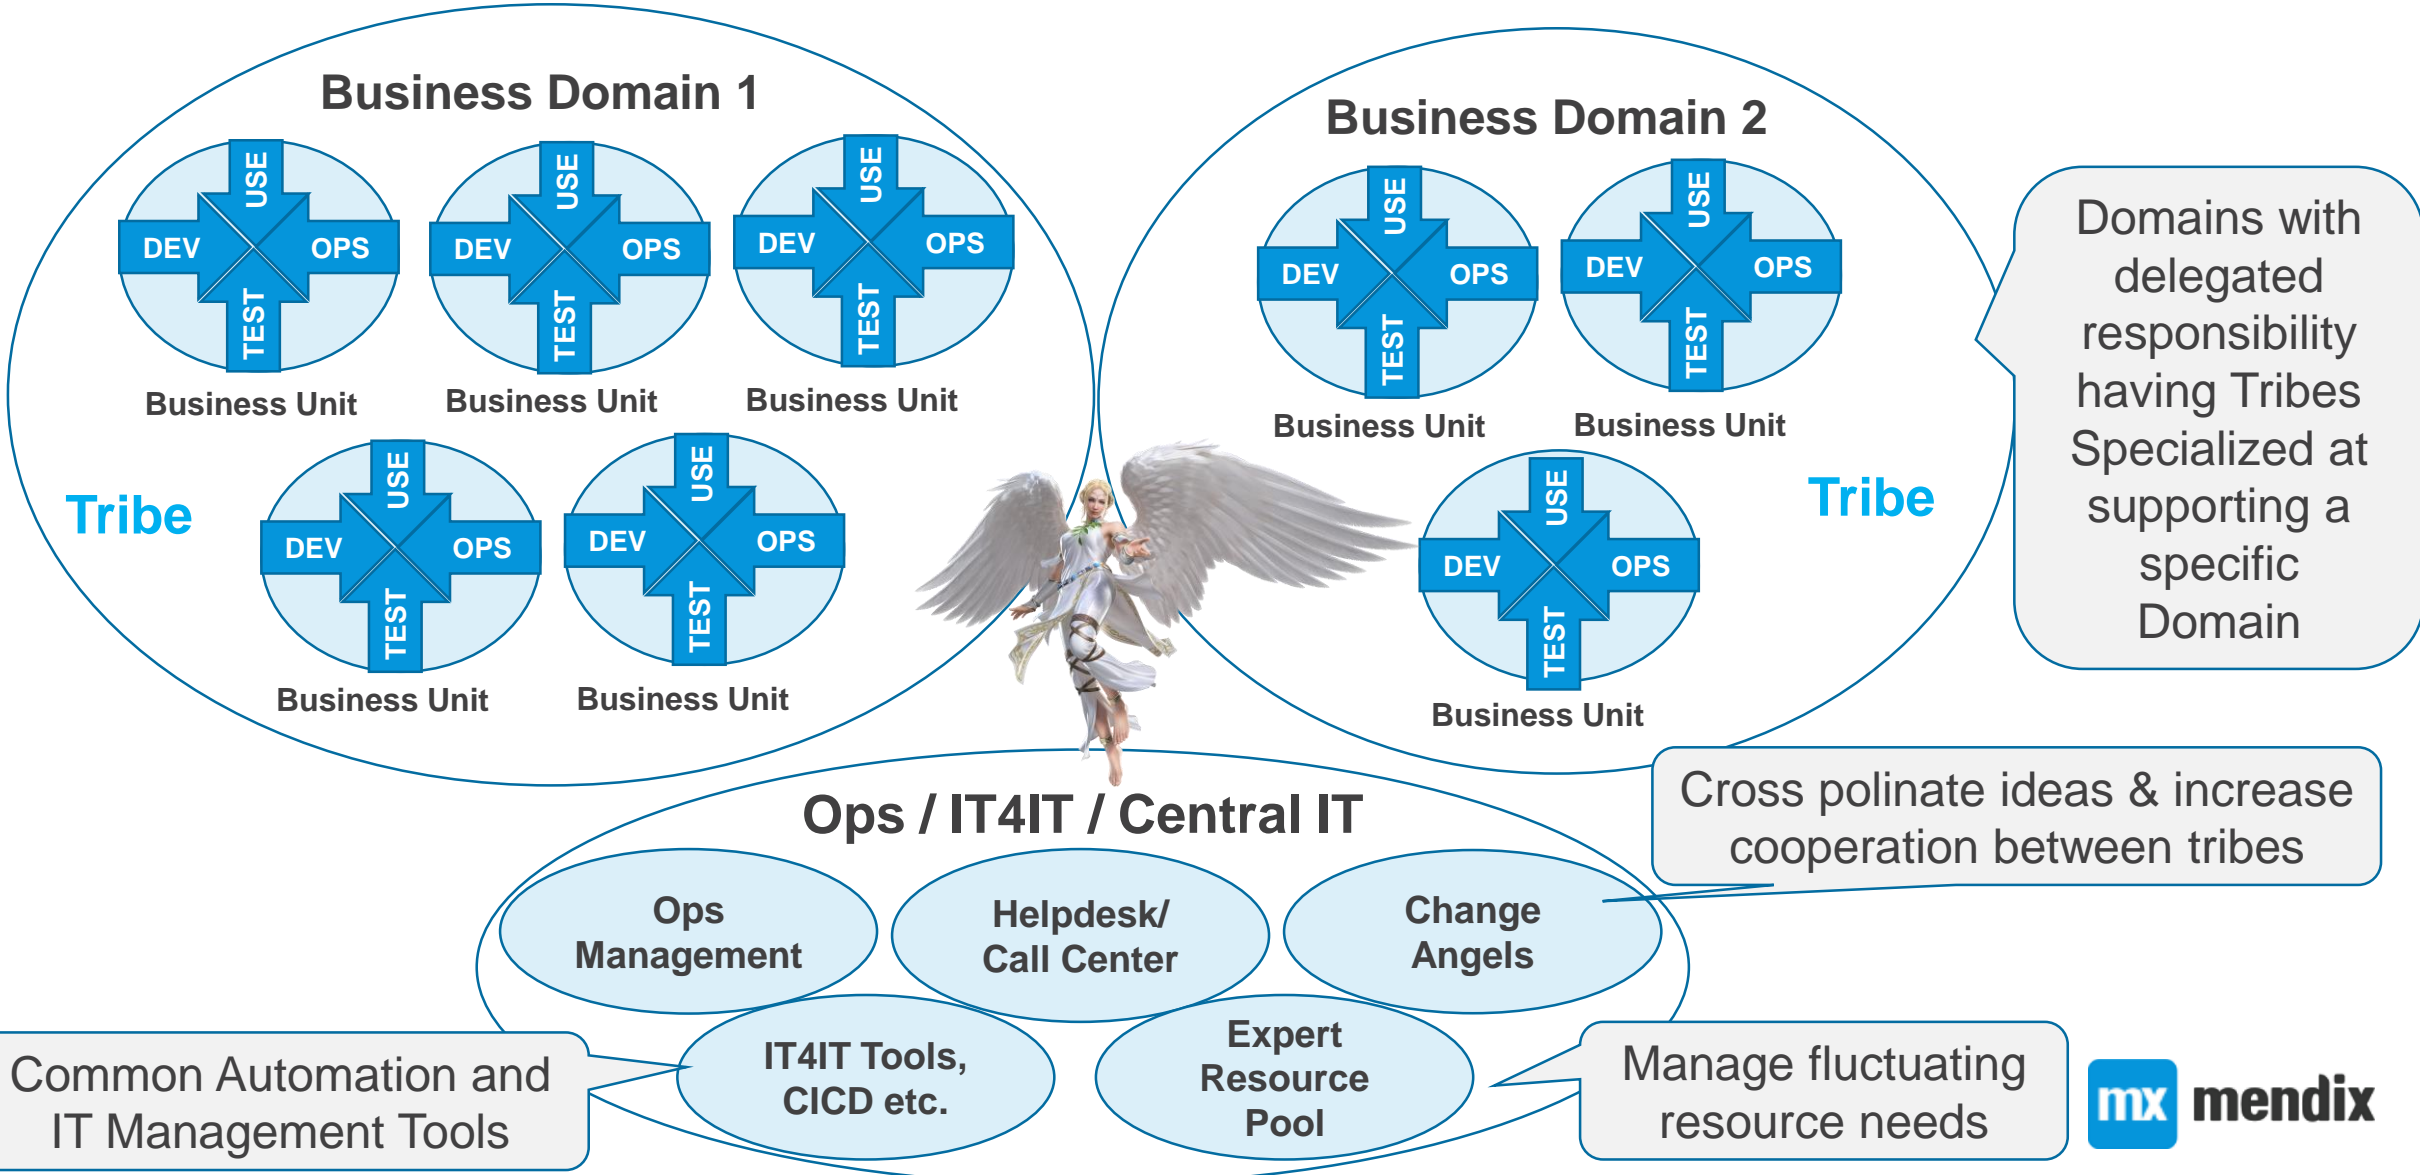 Business Domain 1
USE
DEV
OPS
TEST
Business Unit
USE
DEV
OPS
TEST
Business Unit
USE
DEV
OPS
TEST
Business Unit
Tribe
USE
DEV
OPS
TEST
Business Unit
USE
DEV
OPS
TEST
Business Unit
Business Domain 2
USE
DEV
OPS
TEST
Business Unit
USE
DEV
OPS
TEST
Business Unit
Tribe
USE
DEV
OPS
TEST
Business Unit
Domains with
delegated
responsibility
having Tribes
Specialized at
supporting a
specific
Domain
Ops / IT4IT / Central IT
Ops
Management
Helpdesk/
Call Center
Change
Angels
Cross polinate ideas & increase
cooperation between tribes
Common Automation and
IT Management Tools
IT4IT Tools,
CICD etc.
Expert
Resource
Pool
Manage fluctuating
resource needs
mx mendix